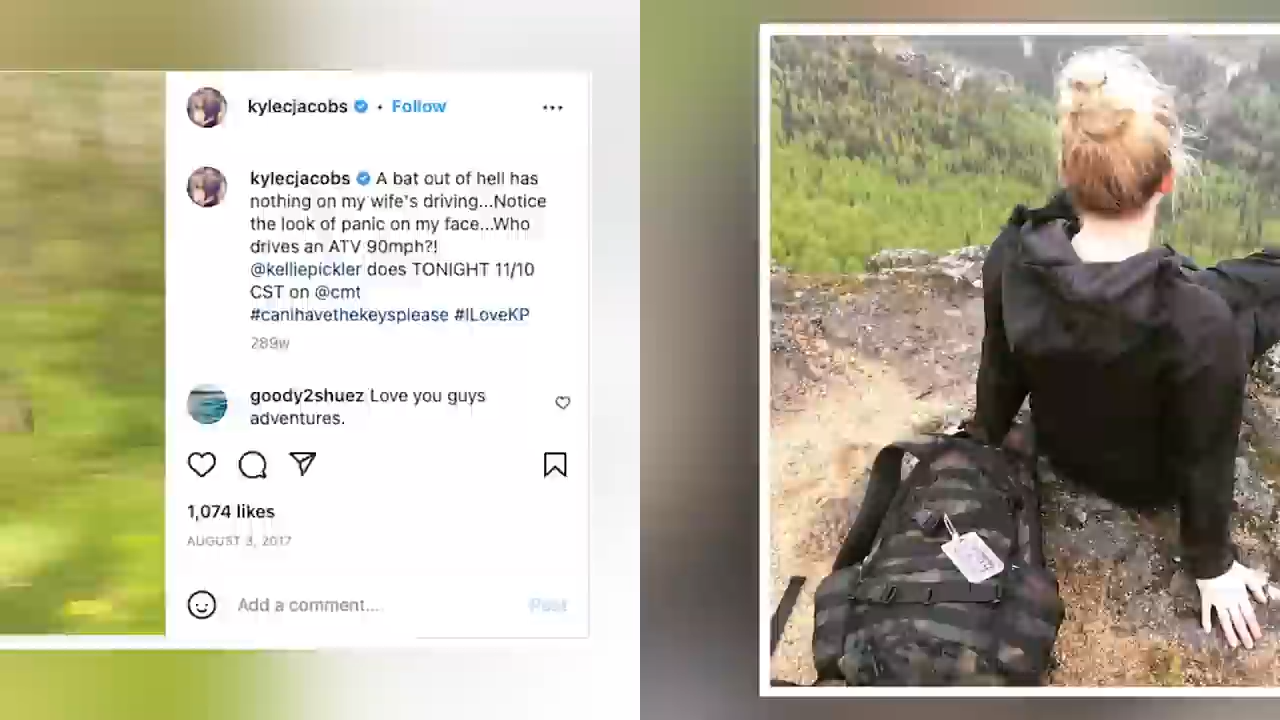 kylecjacobs • Follow
kylecjacobs A bat out of hell has
nothing on my wife's driving...Notice
the look of panic on my face...Who
drives an ATV 90mph?!
@kelliepickler does TONIGHT 11/10
CST on @cmt
#canihavethekeysplease #ILoveKP
289w
goody2shuez Love you guys
adventures.
1,074 likes
AUGUST 3, 2017
Add a comment...
Post